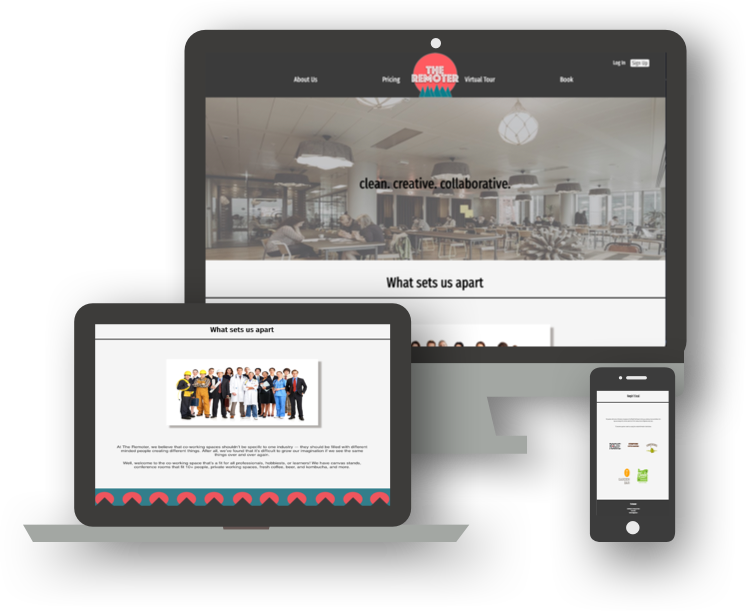 Log In Sign Up
About Us Pricing THE REMOTER Virtual Tour Book
clean. creative. collaborative.
What sets us apart
What sets us apart
At The Remoter, we believe that co-working spaces shouldn't be specific to one industry — they should be filled with different
minded people creating different things. After all, we've found that it's difficult to grow our imagination if we see the same
things over and over again.
Well, welcome to the co-working space that's a fit for all professionals, hobbiests, or learners! We have canvas stands,
conference rooms that fit 10+ people, private working spaces, fresh coffee, beer, and kombucha, and more.